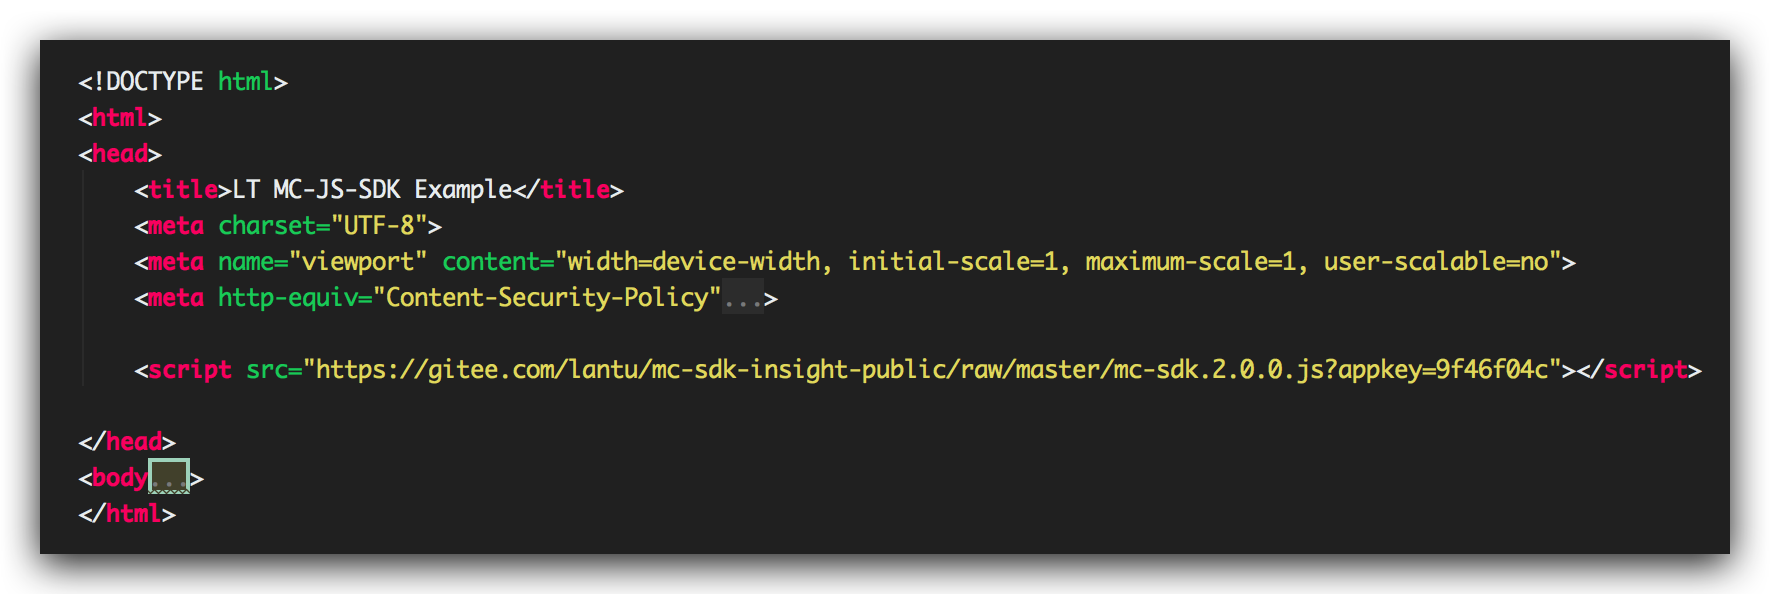 <!DOCTYPE html>
<html>
<head>
<title>LT MC-JS-SDK Example</title>
<meta charset="UTF-8">
<meta name="viewport" content="width=device-width, initial-scale=1, maximum-scale=1, user-scalable=no">
<meta http-equiv="Content-Security-Policy"...>
<script src="https://gitee.com/lantu/mc-sdk-insight-public/raw/master/mc-sdk.2.0.0.js?appkey=9f46f04c"></script>
</head>
<body...>
</html>